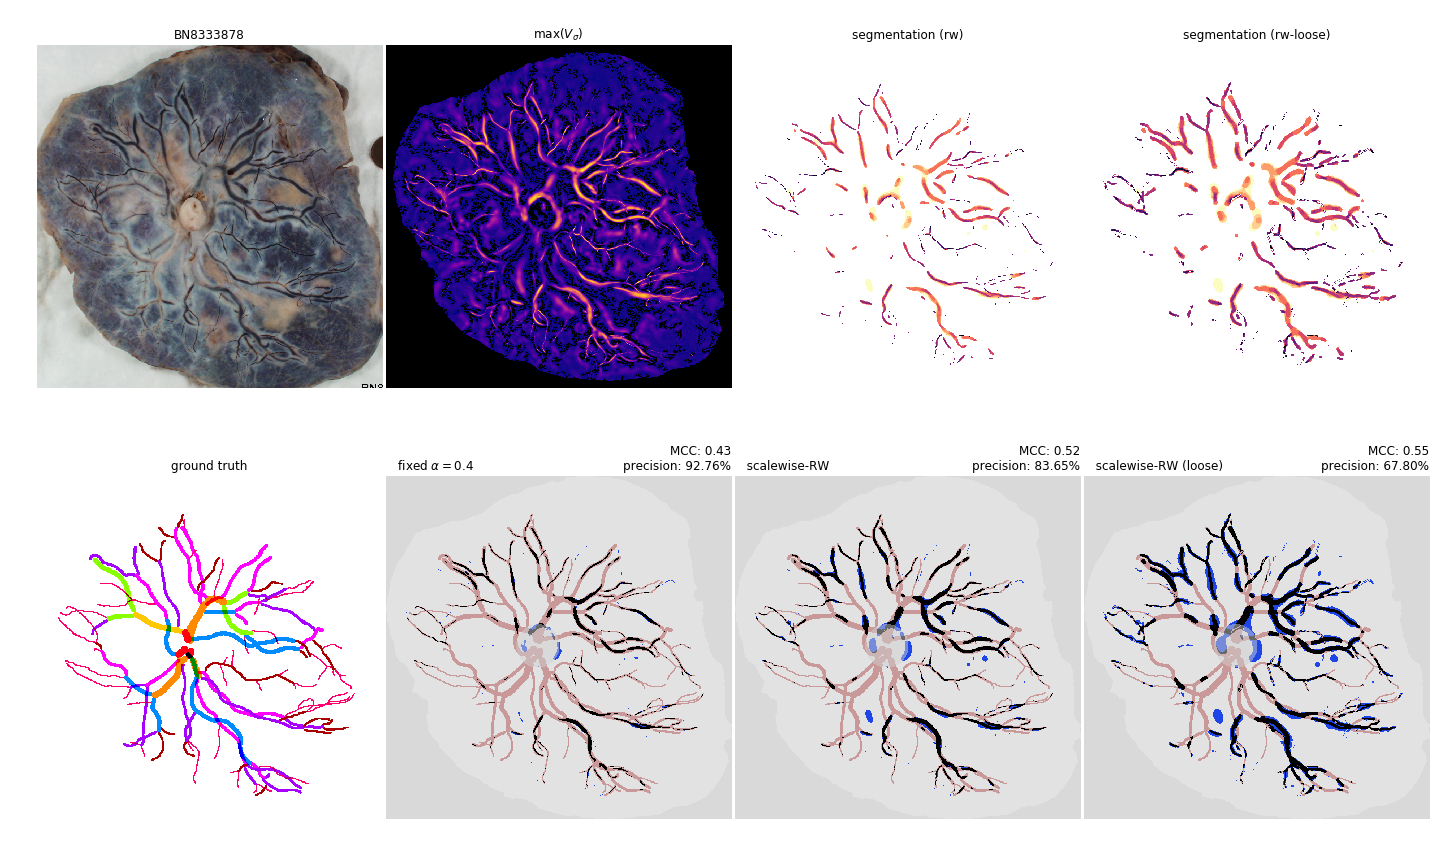 BN8333878
max(Vσ)
segmentation (rw)
segmentation (rw-loose)
ground truth
fixed α = 0.4
MCC: 0.43
precision: 92.76%
scalewise-RW
MCC: 0.52
precision: 83.65%
scalewise-RW (loose)
MCC: 0.55
precision: 67.80%